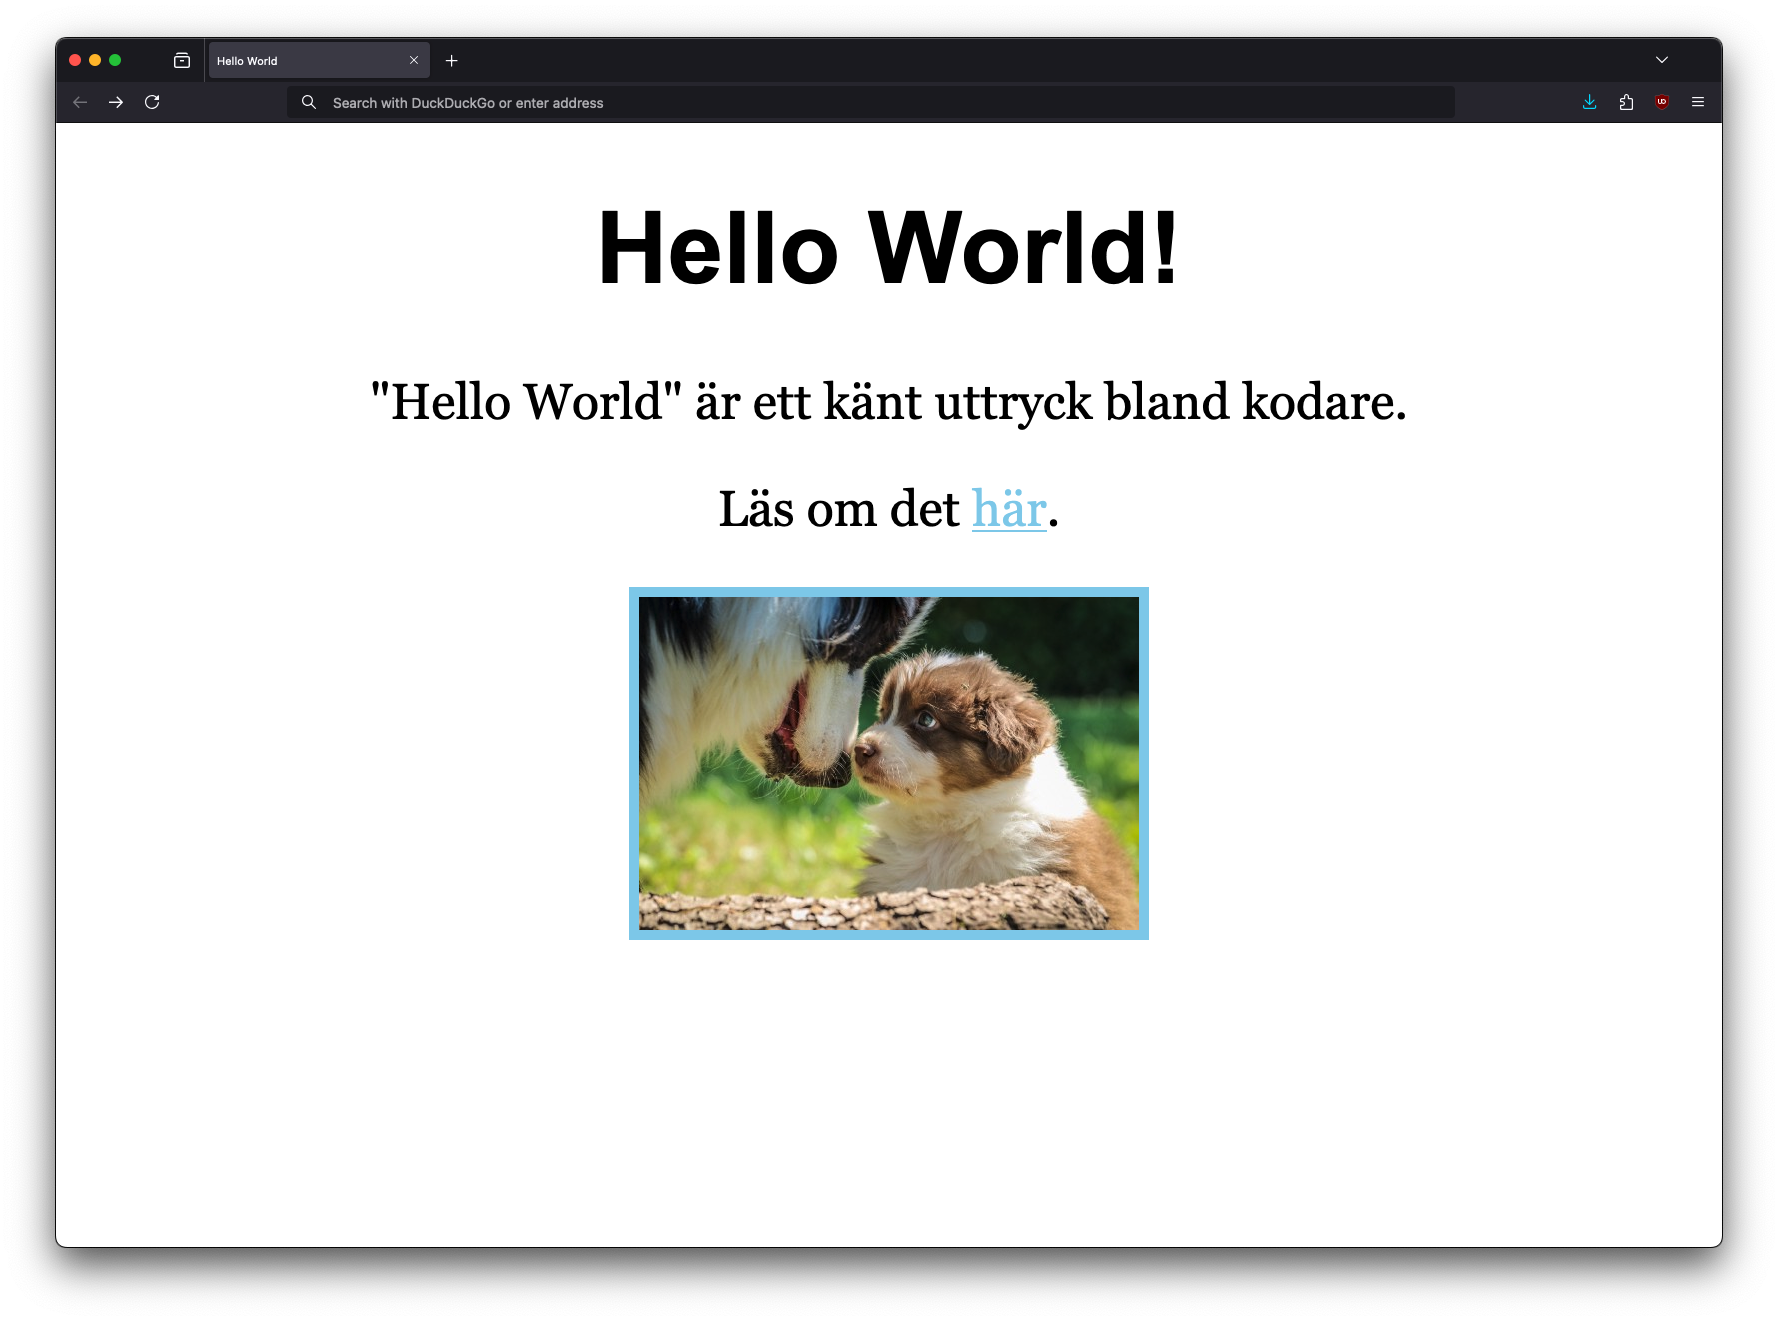 Hello World
Search with DuckDuckGo or enter address
Hello World!
"Hello World" är ett känt uttryck bland kodare.
Läs om det här.